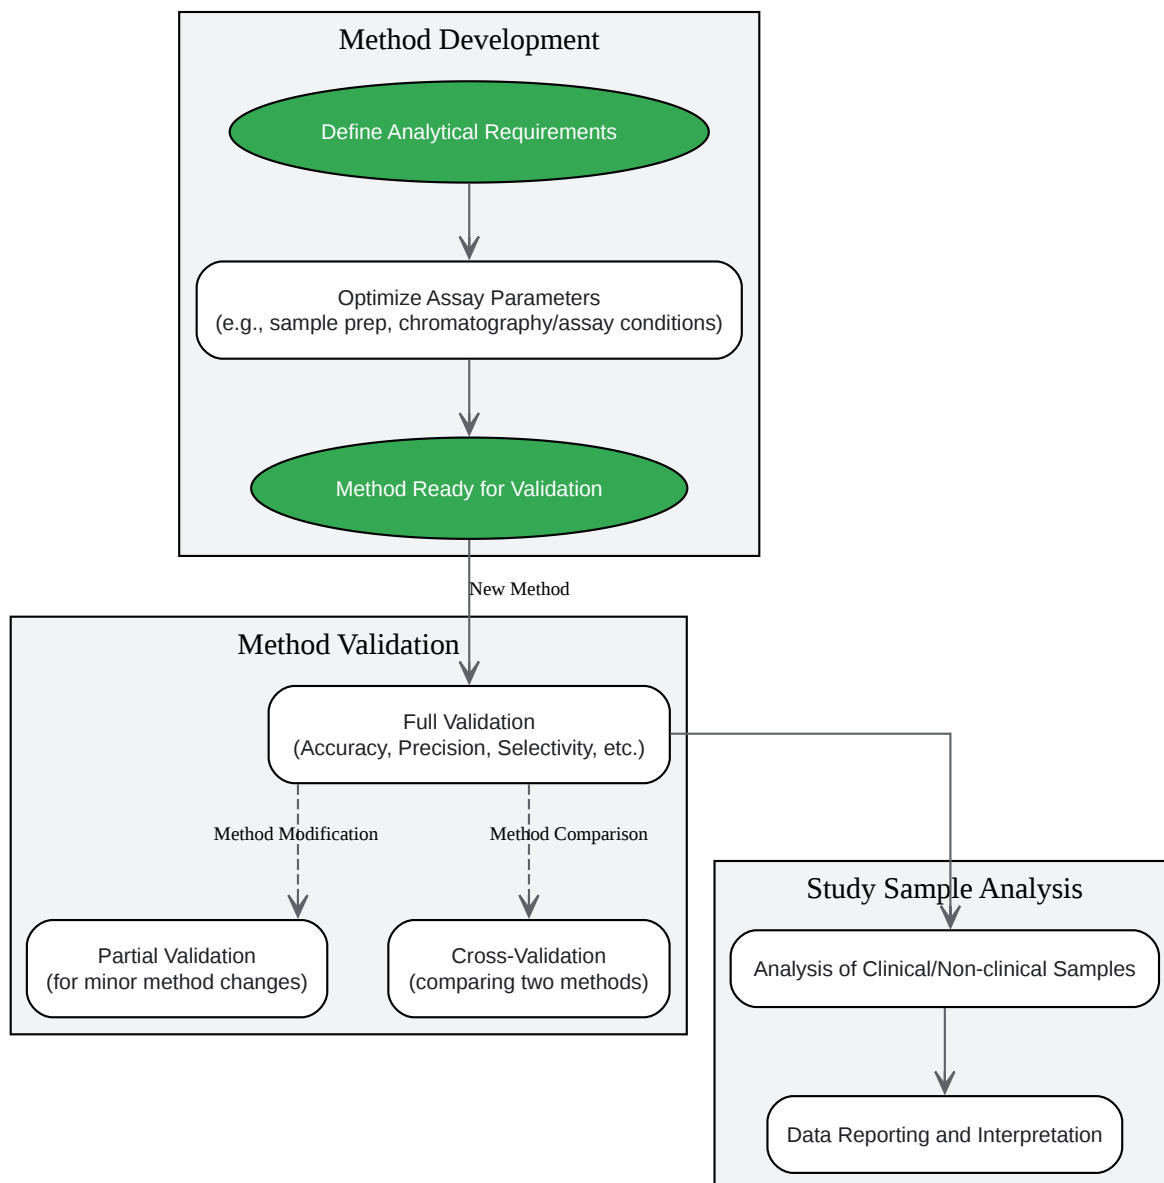 Method Development
Define Analytical Requirements
Optimize Assay Parameters
(e.g., sample prep, chromatography/assay conditions)
Method Ready for Validation
New Method
Method Validation
Full Validation
(Accuracy, Precision, Selectivity, etc.)
Method Modification
Method Comparison
Partial Validation
(for minor method changes)
Cross-Validation
(comparing two methods)
Study Sample Analysis
Analysis of Clinical/Non-clinical Samples
Data Reporting and Interpretation